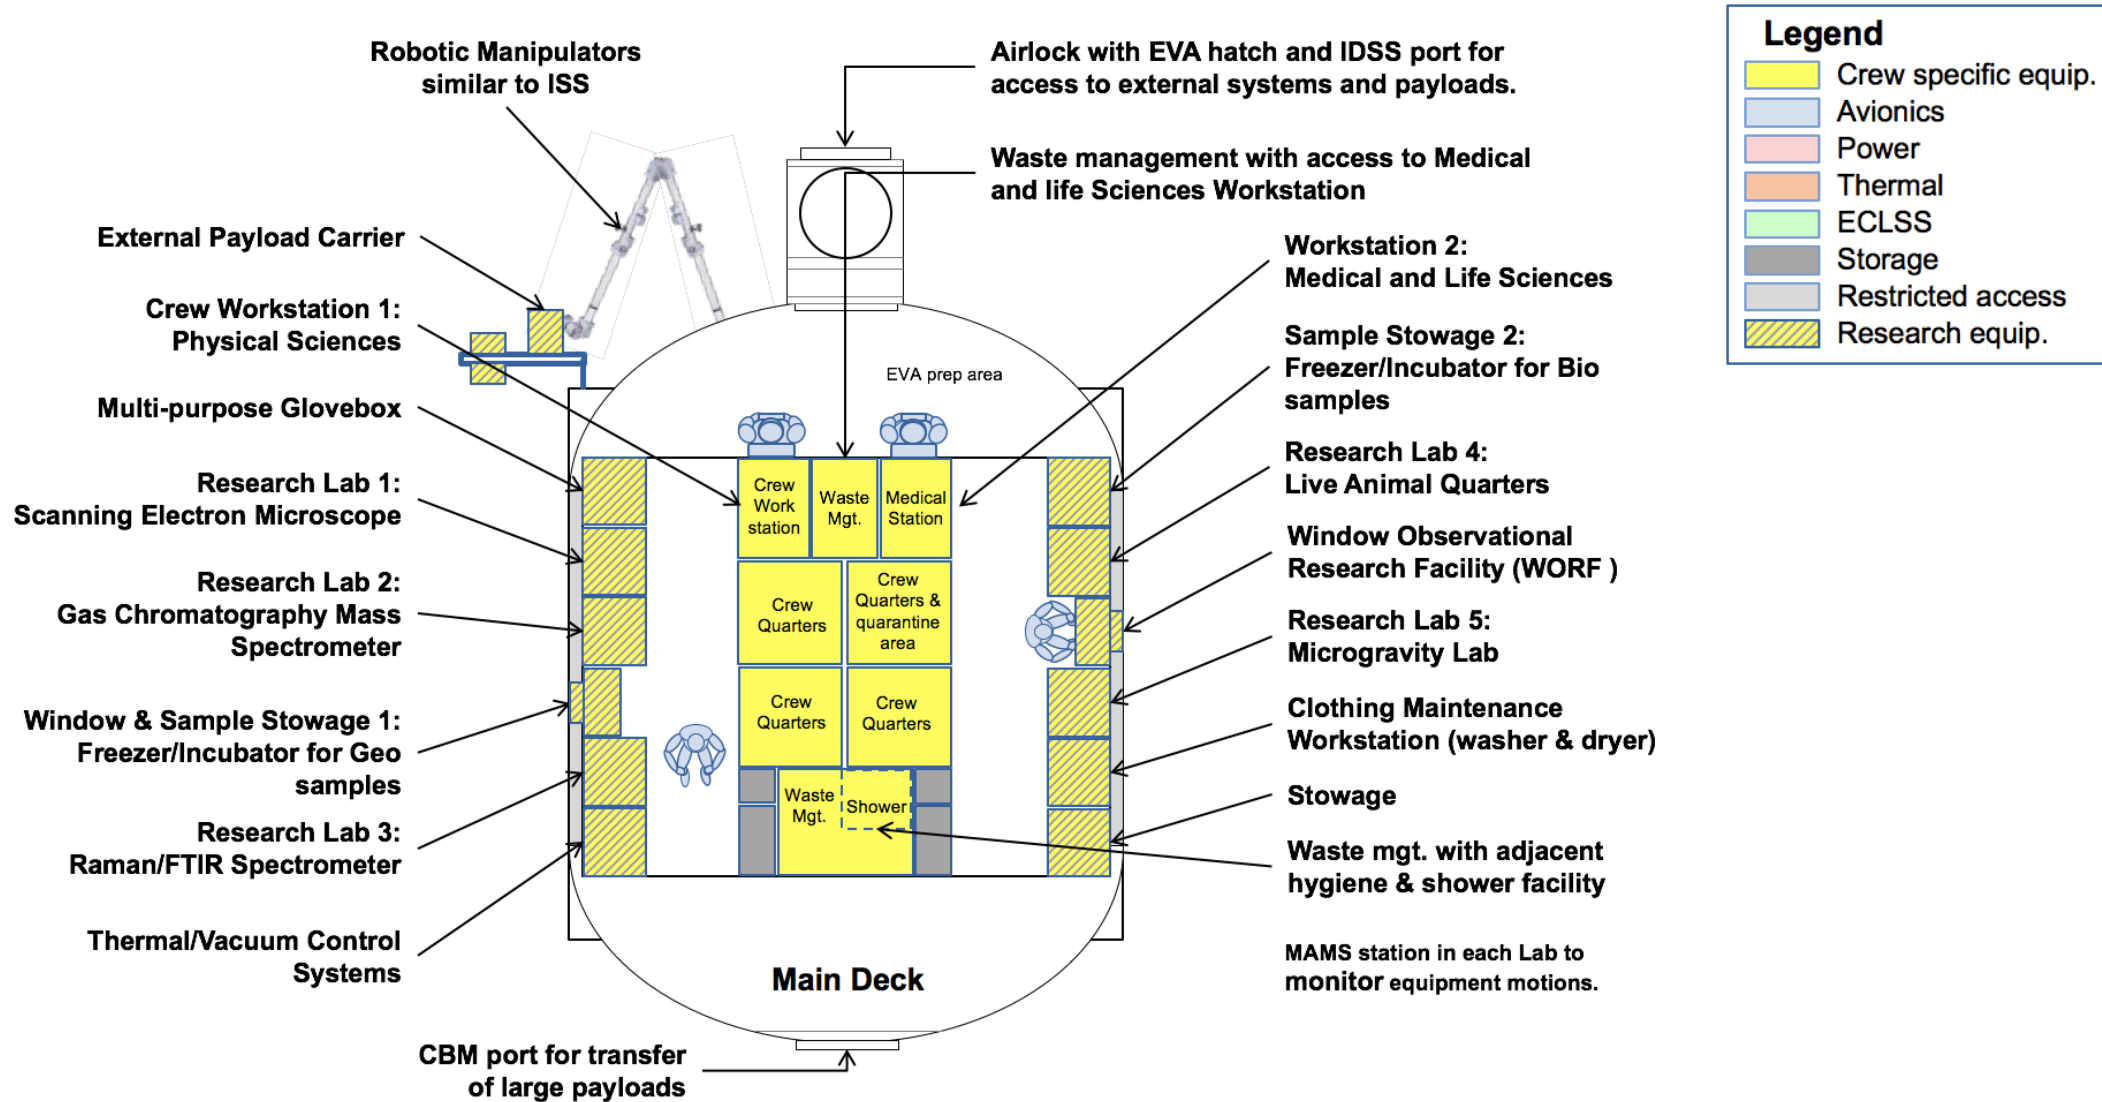 Robotic Manipulators
similar to ISS
External Payload Carrier
Crew Workstation 1:
Physical Sciences
Multi-purpose Glovebox
Research Lab 1:
Scanning Electron Microscope
Research Lab 2:
Gas Chromatography Mass
Spectrometer
Window & Sample Stowage 1:
Freezer/Incubator for Geo
samples
Research Lab 3:
Raman/FTIR Spectrometer
Thermal/Vacuum Control
Systems
CBM port for transfer
of large payloads
EVA prep area
Crew
Work
station
Waste
Mgt.
Medical
Station
Crew
Quarters
Crew
Quarters &
quarantine
area
Crew
Quarters
Crew
Quarters
Waste
Mgt.
Shower
Main Deck
Airlock with EVA hatch and IDSS port for
access to external systems and payloads.
Waste management with access to Medical
and life Sciences Workstation
Workstation 2:
Medical and Life Sciences
Sample Stowage 2:
Freezer/Incubator for Bio
samples
Research Lab 4:
Live Animal Quarters
Window Observational
Research Facility (WORF )
Research Lab 5:
Microgravity Lab
Clothing Maintenance
Workstation (washer & dryer)
Stowage
Waste mgt. with adjacent
hygiene & shower facility
MAMS station in each Lab to
monitor equipment motions.
Legend
Crew specific equip.
Avionics
Power
Thermal
ECLSS
Storage
Restricted access
Research equip.